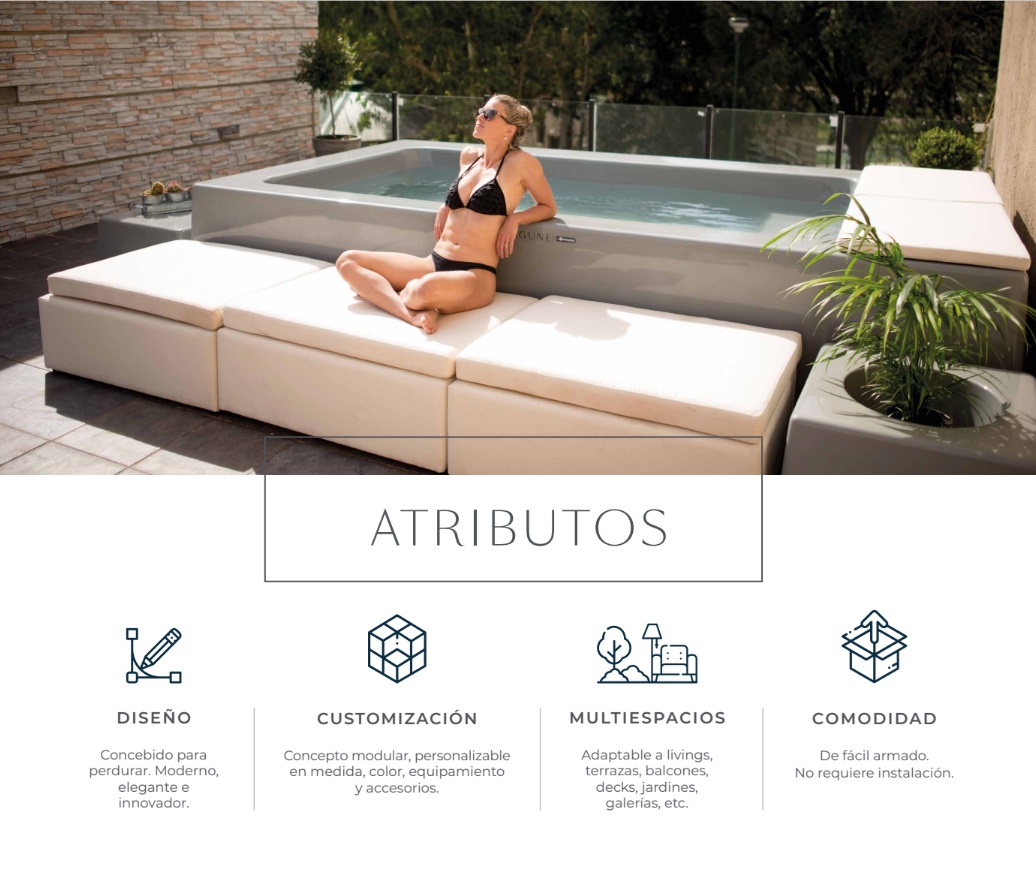 ATRIBUTOS
DISEÑO
Concebido para
perdurar. Moderno,
elegante e
innovador.
CUSTOMIZACIÓN
Concepto modular, personalizable
en medida, color, equipamiento
y accesorios.
MULTIESPACIOS
Adaptable a livings,
terrazas, balcones,
decks, jardines,
galerías, etc.
COMODIDAD
De fácil armado.
No requiere instalación.